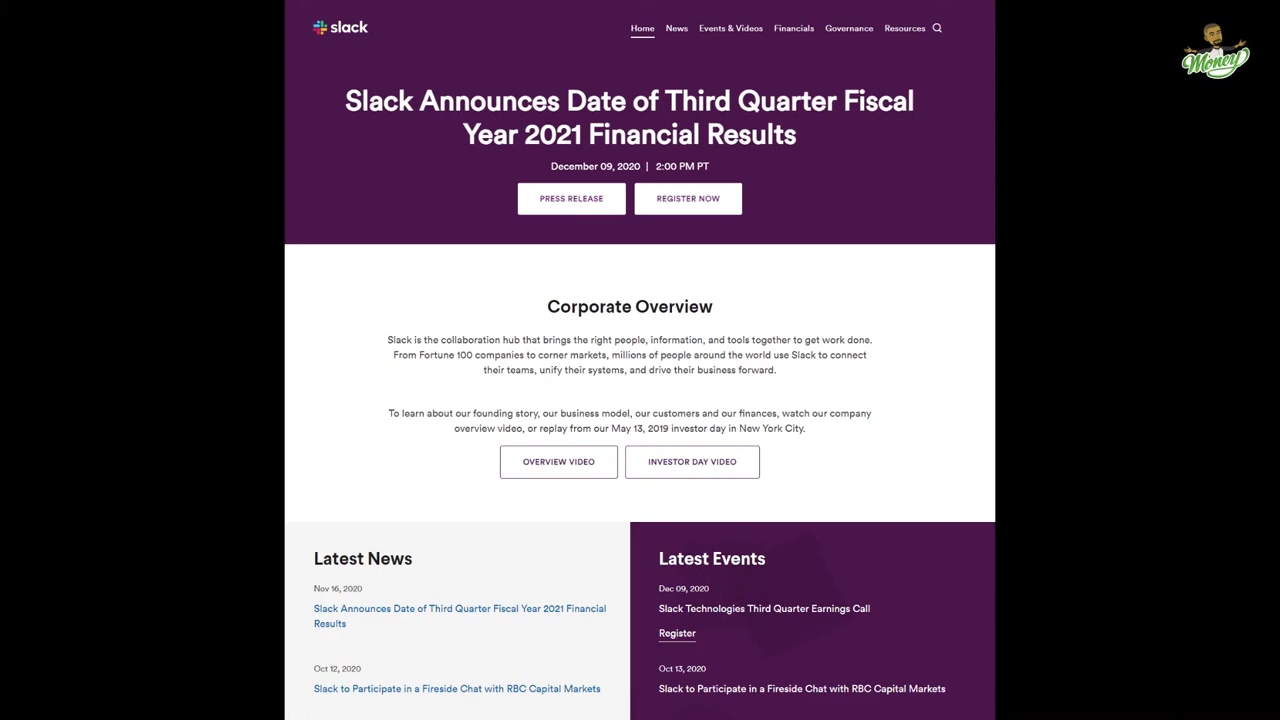 slack
Home News Events & Videos Financials Governance Resources
Money
Slack Announces Date of Third Quarter Fiscal
Year 2021 Financial Results
December 09, 2020 | 2:00 PM PT
PRESS RELEASE REGISTER NOW
Corporate Overview
Slack is the collaboration hub that brings the right people, information, and tools together to get work done.
From Fortune 100 companies to corner markets, millions of people around the world use Slack to connect
their teams, unify their systems, and drive their business forward.
To learn about our founding story, our business model, our customers and our finances, watch our company
overview video, or replay from our May 13, 2019 investor day in New York City.
OVERVIEW VIDEO INVESTOR DAY VIDEO
Latest News
Nov 16, 2020
Slack Announces Date of Third Quarter Fiscal Year 2021 Financial
Results
Oct 12, 2020
Slack to Participate in a Fireside Chat with RBC Capital Markets
Latest Events
Dec 09, 2020
Slack Technologies Third Quarter Earnings Call
Register
Oct 13, 2020
Slack to Participate in a Fireside Chat with RBC Capital Markets